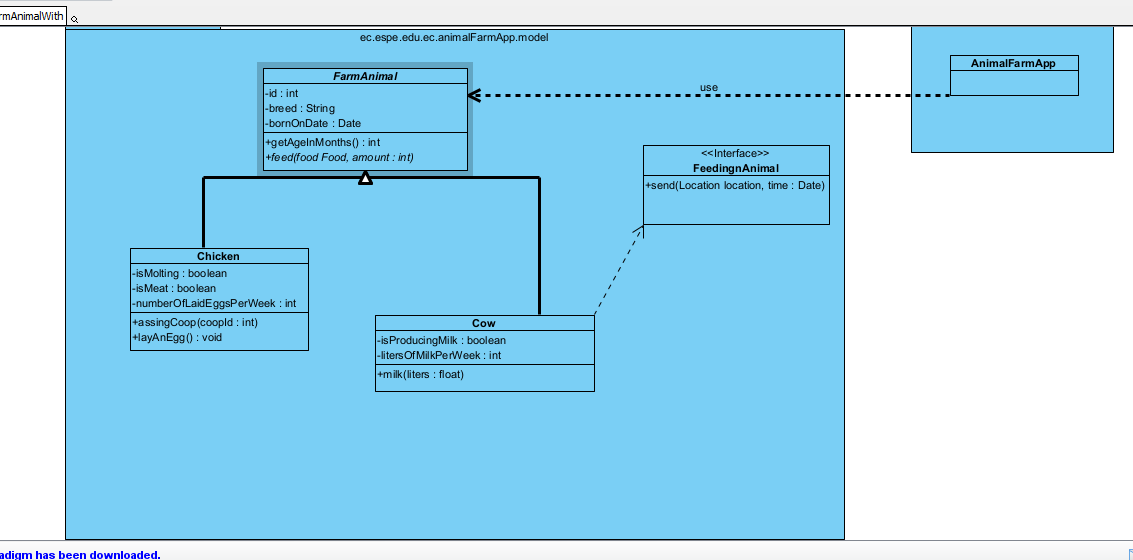 rmAnimalWith
ec.espe.edu.ec.animalFarmApp.model
FarmAnimal
-id : int
-breed : String
-bornOnDate : Date
+getAgeInMonths() : int
+feed(food Food, amount : int)
use
AnimalFarmApp
<<Interface>>
FeedingnAnimal
+send(Location location, time : Date)
Chicken
-isMolting : boolean
-isMeat : boolean
-numberOfLaidEggsPerWeek : int
+assingCoop(coopId : int)
+layAnEgg() : void
Cow
-isProducingMilk : boolean
-litersOfMilkPerWeek : int
+milk(liters : float)
adigm has been downloaded.